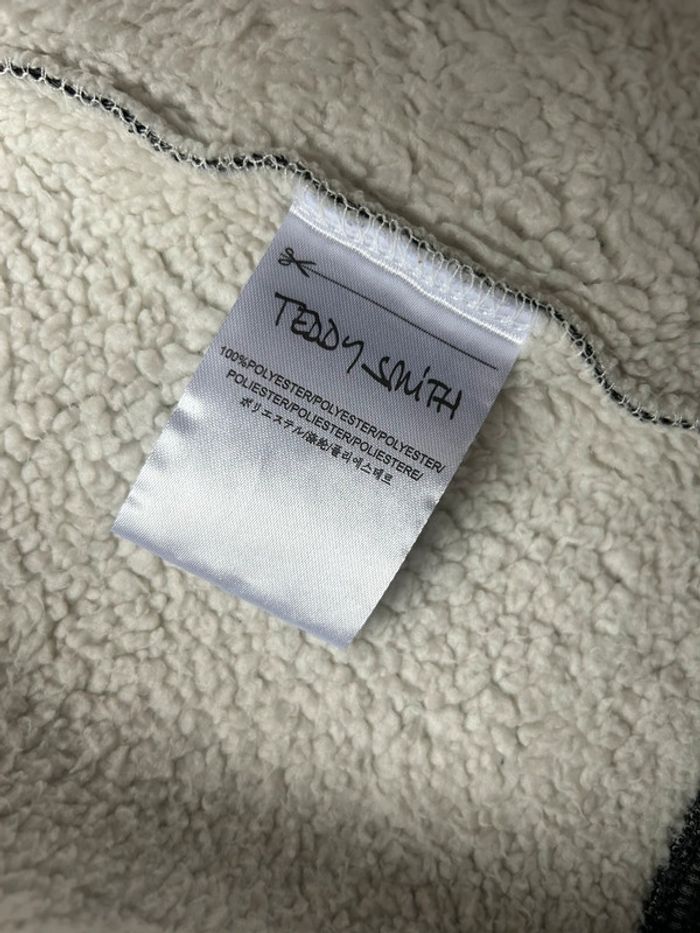 TEDDY SMITH
100%POLYESTER/POLYESTER/POLYESTER/
POLIESTER/POLIESTER/POLIESTERE/
ポリエステル/涤纶/폴리에스테르